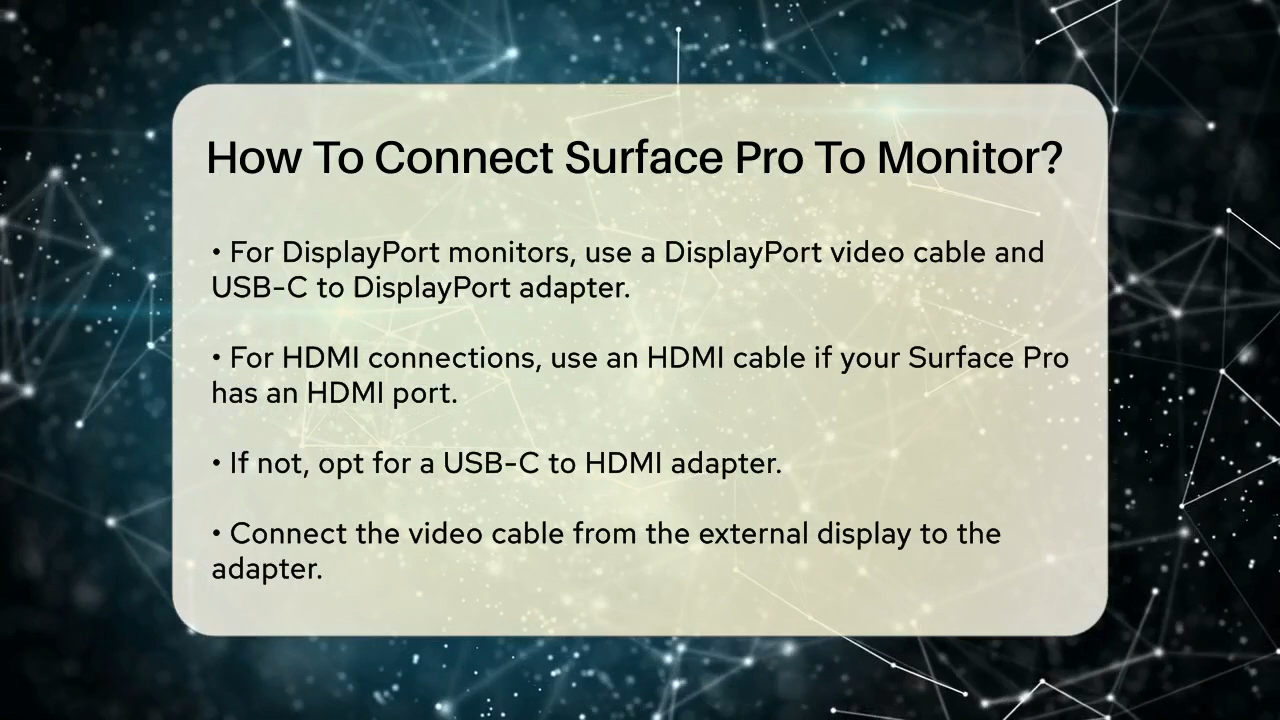 How To Connect Surface Pro To Monitor?
• For DisplayPort monitors, use a DisplayPort video cable and
USB-C to DisplayPort adapter.
• For HDMI connections, use an HDMI cable if your Surface Pro
has an HDMI port.
• If not, opt for a USB-C to HDMI adapter.
• Connect the video cable from the external display to the
adapter.